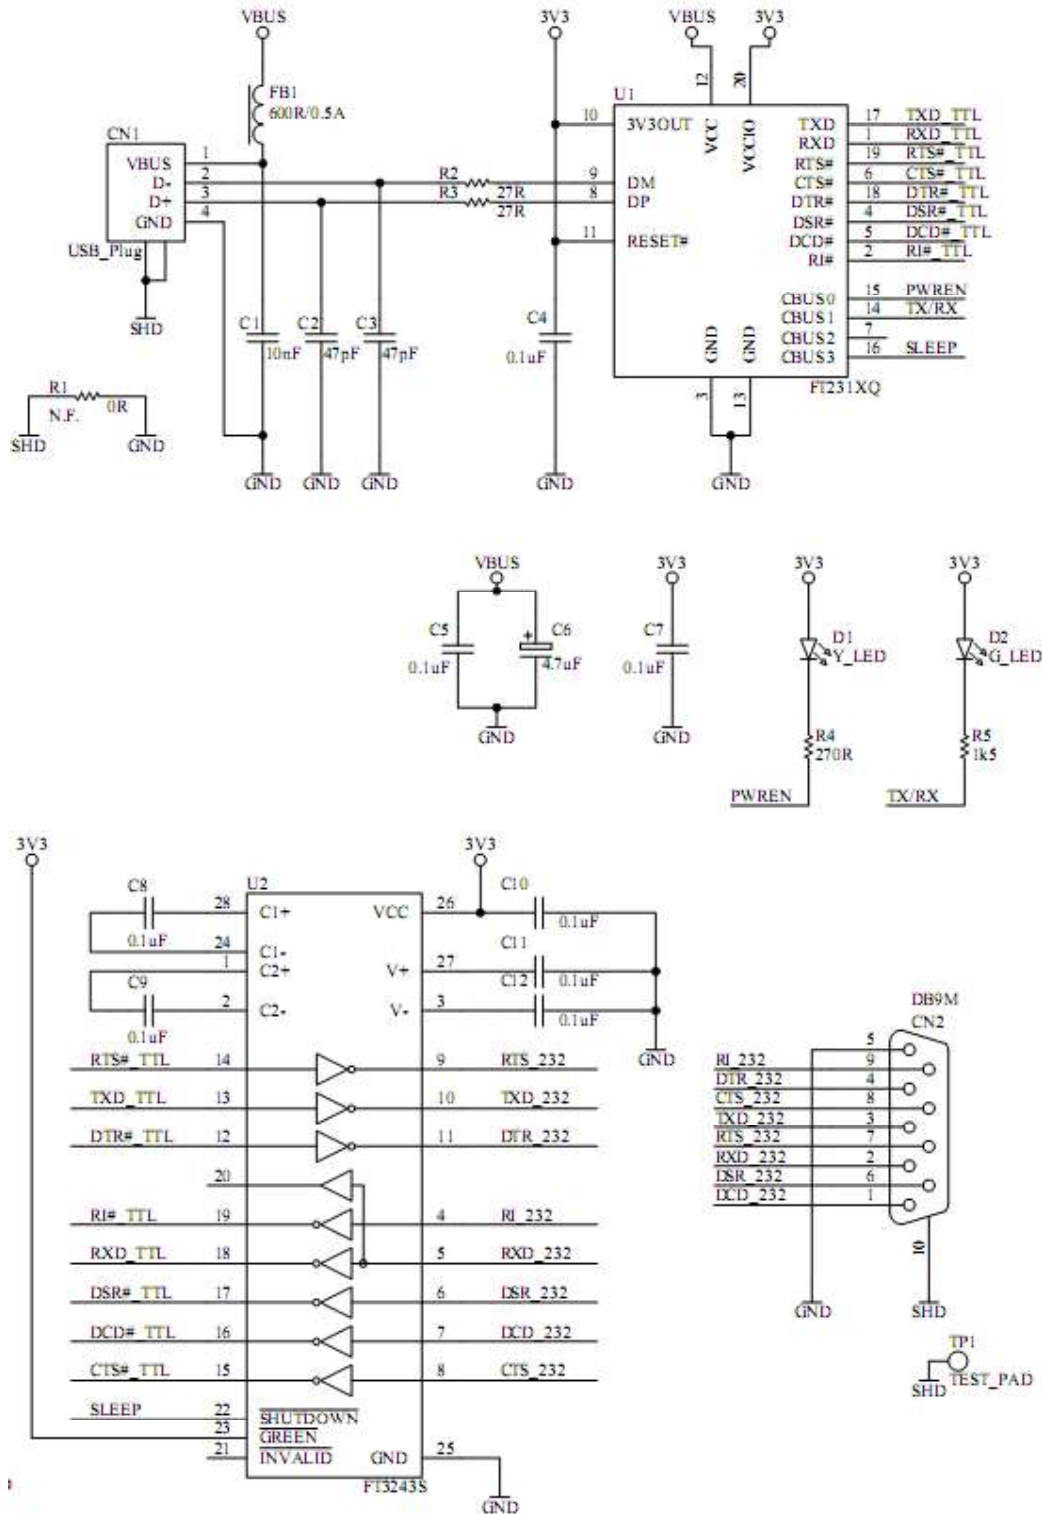 VBUS
3V3
VBUS
3V3
FB1
600R/0.5A
CN1
VBUS 1
D- 2
D+ 3
GND 4
USB_Plug
SHD
R2
27R
R3
27R
C1
10nF
C2
47pF
C3
47pF
C4
0.1uF
R1
N.F.
0R
SHD
GND
GND
GND
GND
GND
U1
12
20
10 3V3OUT
9 DM
8 DP
11 RESET#
VCC
VCCIO
TXD 17 TXD_TTL
RXD 1 RXD_TTL
RTS# 19 RTS#_TTL
CTS# 6 CTS#_TTL
DTR# 18 DTR#_TTL
DSR# 4 DSR#_TTL
DCD# 5 DCD#_TTL
RI# 2 RI#_TTL
CBUS0 15 PWREN
CBUS1 14 TX/RX
CBUS2 7
CBUS3 16 SLEEP
GND
GND
3
13
FT231XQ
GND
VBUS
C5
0.1uF
+
C6
4.7uF
GND
3V3
C7
0.1uF
GND
3V3
D1
Y_LED
R4
270R
PWREN
3V3
D2
G_LED
R5
1k5
TX/RX
3V3
3V3
U2
C8
0.1uF
C9
0.1uF
28 C1+
24 C1-
1 C2+
2 C2-
VCC 26
V+ 27
V- 3
C10
0.1uF
C11
0.1uF
C12
0.1uF
GND
RTS#_TTL 14 9 RTS_232
TXD_TTL 13 10 TXD_232
DTR#_TTL 12 11 DTR_232
20
RI#_TTL 19 4 RI_232
RXD_TTL 18 5 RXD_232
DSR#_TTL 17 6 DSR_232
DCD#_TTL 16 7 DCD_232
CTS#_TTL 15 8 CTS_232
SLEEP 22 SHUTDOWN
23 GREEN
21 INVALID
GND 25
FT3243S
GND
DB9M
CN2
5
RI_232 9
DTR_232 4
CTS_232 8
TXD_232 3
RTS_232 7
RXD_232 2
DSR_232 6
DCD_232 1
10
GND
SHD
TP1
TEST_PAD
SHD